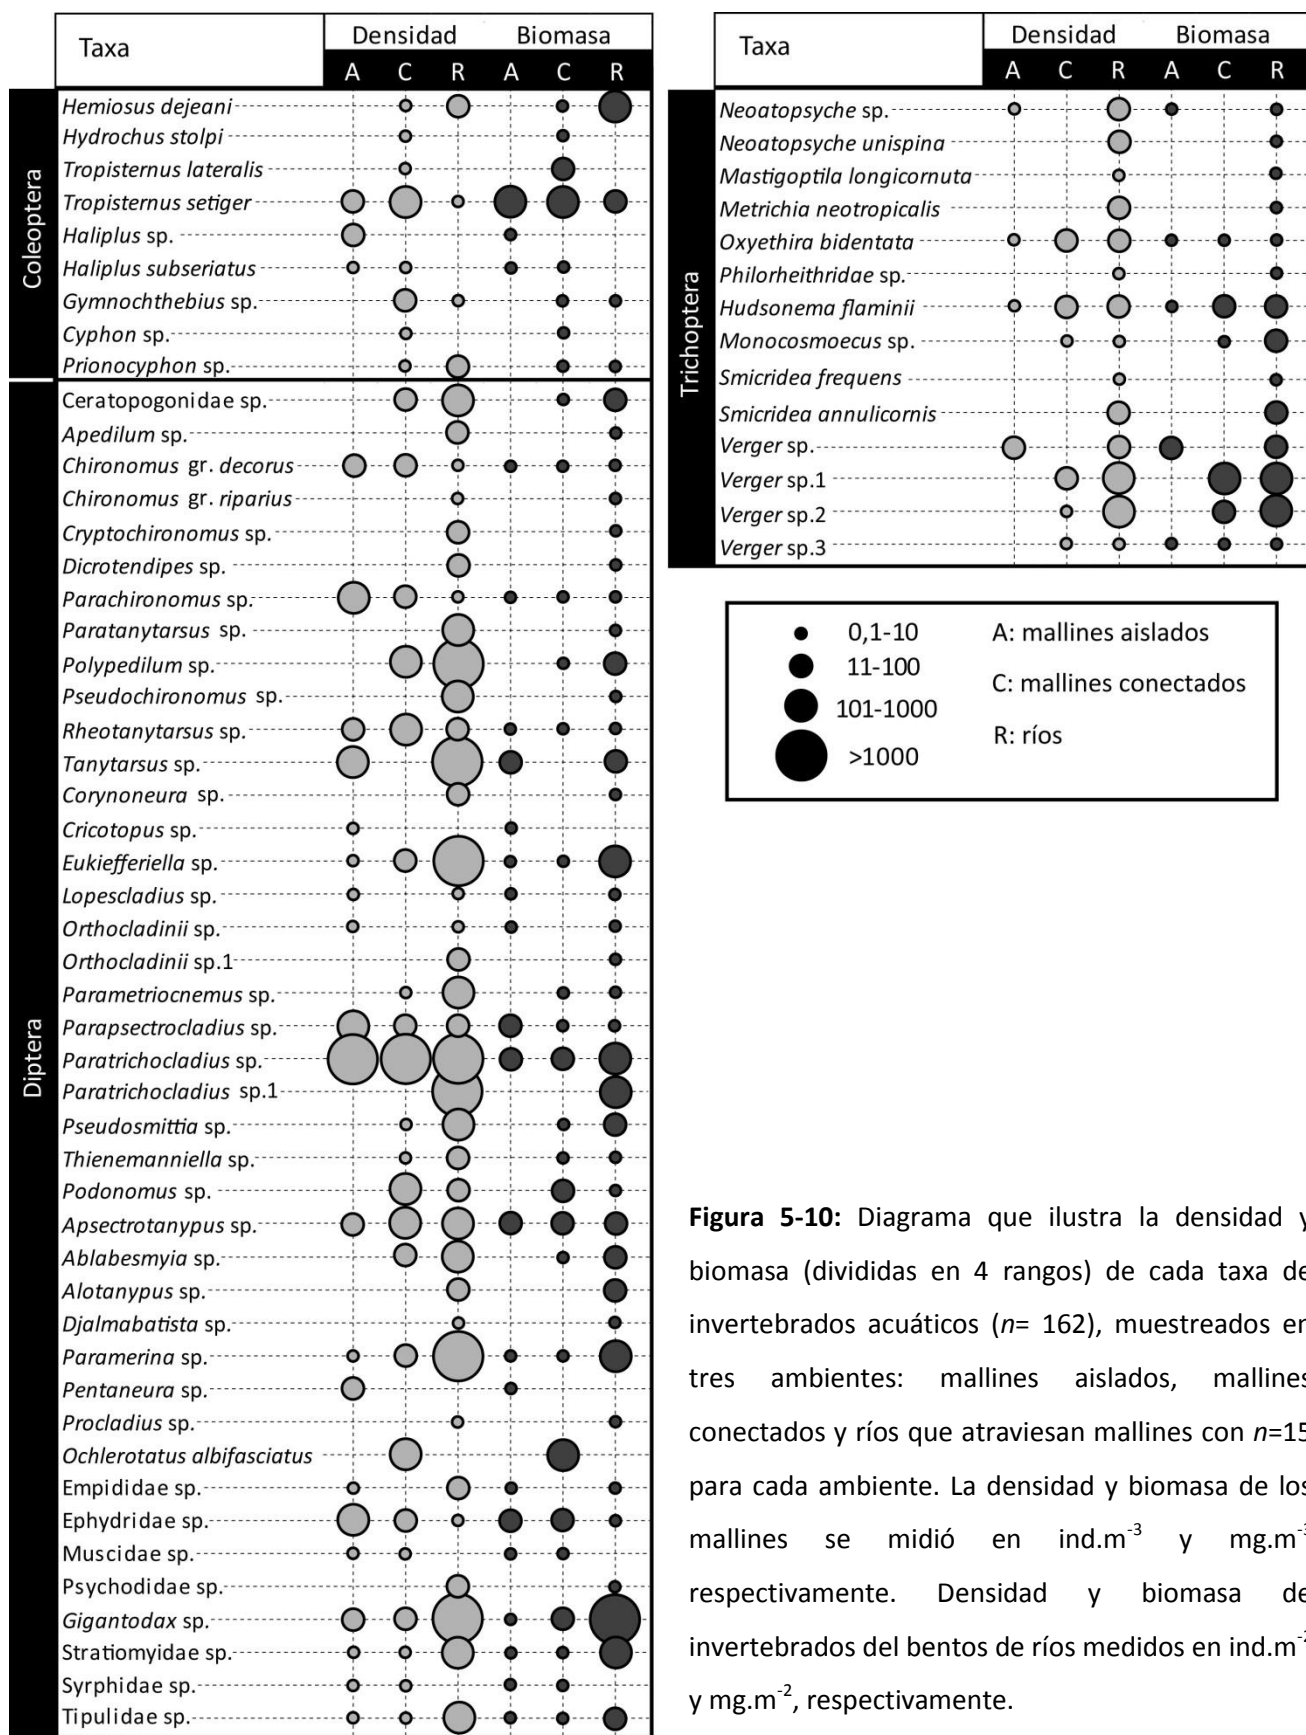 Taxa
Densidad Biomasa
A C R A C R
Coleoptera
Hemiosus dejeani
Hydrochus stolpi
Tropisternus lateralis
Tropisternus setiger
Haliplus sp.
Haliplus subseriatus
Gymnochthebius sp.
Cyphon sp.
Prionocyphon sp.
Diptera
Ceratopogonidae sp.
Apedilum sp.
Chironomus gr. decorus
Chironomus gr. riparius
Cryptochironomus sp.
Dicrotendipes sp.
Parachironomus sp.
Paratanytarsus sp.
Polypedilum sp.
Pseudochironomus sp.
Rheotanytarsus sp.
Tanytarsus sp.
Corynoneura sp.
Cricotopus sp.
Eukiefferiella sp.
Lopescladius sp.
Orthocladinii sp.
Orthocladinii sp.1
Parametriocnemus sp.
Parapsectrocladius sp.
Paratrichocladius sp.
Paratrichocladius sp.1
Pseudosmittia sp.
Thienemanniella sp.
Podonomus sp.
Apsectrotanypus sp.
Ablabesmyia sp.
Alotanypus sp.
Djalmabatista sp.
Paramerina sp.
Pentaneura sp.
Procladius sp.
Ochlerotatus albifasciatus
Empididae sp.
Ephydridae sp.
Muscidae sp.
Psychodidae sp.
Gigantodax sp.
Stratiomyidae sp.
Syrphidae sp.
Tipulidae sp.
Taxa
Densidad Biomasa
A C R A C R
Trichoptera
Neoatopsyche sp.
Neoatopsyche unispina
Mastigoptila longicornuta
Metrichia neotropicalis
Oxyethira bidentata
Philorheithridae sp.
Hudsonema flaminii
Monocosmoecus sp.
Smicridea frequens
Smicridea annulicornis
Verger sp.
Verger sp.1
Verger sp.2
Verger sp.3
0,1-10
11-100
101-1000
>1000
A: mallines aislados
C: mallines conectados
R: ríos
Figura 5-10: Diagrama que ilustra la densidad y
biomasa (divididas en 4 rangos) de cada taxa de
invertebrados acuáticos (n= 162), muestreados en
tres ambientes: mallines aislados, mallines
conectados y ríos que atraviesan mallines con n=15
para cada ambiente. La densidad y biomasa de los
mallines se midió en ind.m-3 y mg.m-3
respectivamente. Densidad y biomasa de
invertebrados del bentos de ríos medidos en ind.m-2
y mg.m-2, respectivamente.